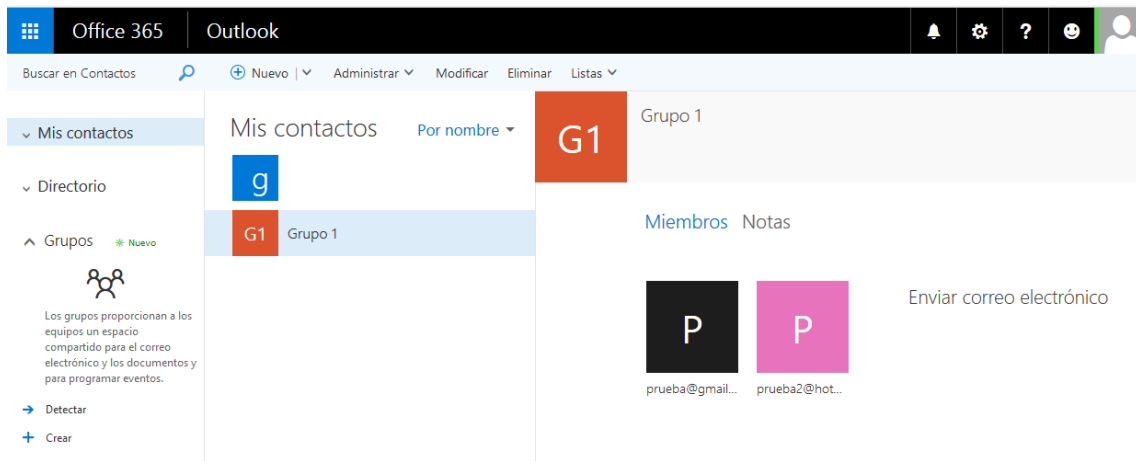 Office 365
Outlook
?
Buscar en Contactos
Nuevo
Administrar
Modificar
Eliminar
Listas
Mis contactos
Directorio
Grupos
Nuevo
Los grupos proporcionan a los
equipos un espacio
compartido para el correo
electrónico y los documentos y
para programar eventos.
Detectar
Crear
Mis contactos
Por nombre
g
G1
Grupo 1
G1
Grupo 1
Miembros
Notas
P
prueba@gmail...
P
prueba2@hot...
Enviar correo electrónico